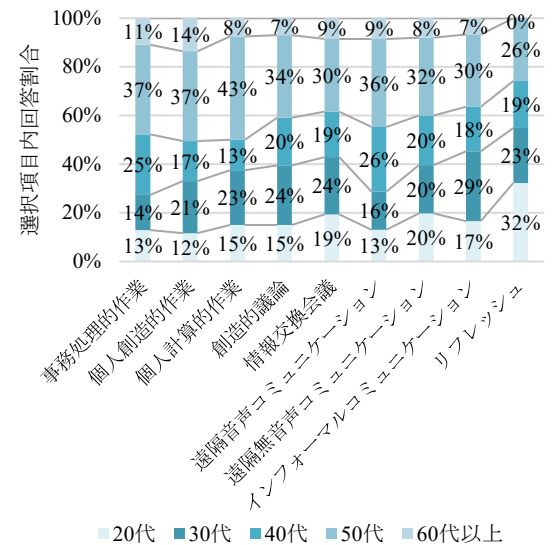 選択項目内回答割合
100%
80%
60%
40%
20%
0%
11% 14% 8% 7% 9% 9% 8% 7% 0%
37% 37% 43% 34% 30% 36% 32% 30% 26%
25% 17% 13% 20% 19% 26% 20% 18% 19%
14% 21% 23% 24% 24% 16% 20% 29% 23%
13% 12% 15% 15% 19% 13% 20% 17% 32%
事務処理的作業
個人創造的作業
個人計算的作業
創造的議論
情報交換会議
遠隔音声コミュニケーション
遠隔無音声コミュニケーション
インフォーマルコミュニケーション
リフレッシュ
20代 30代 40代 50代 60代以上